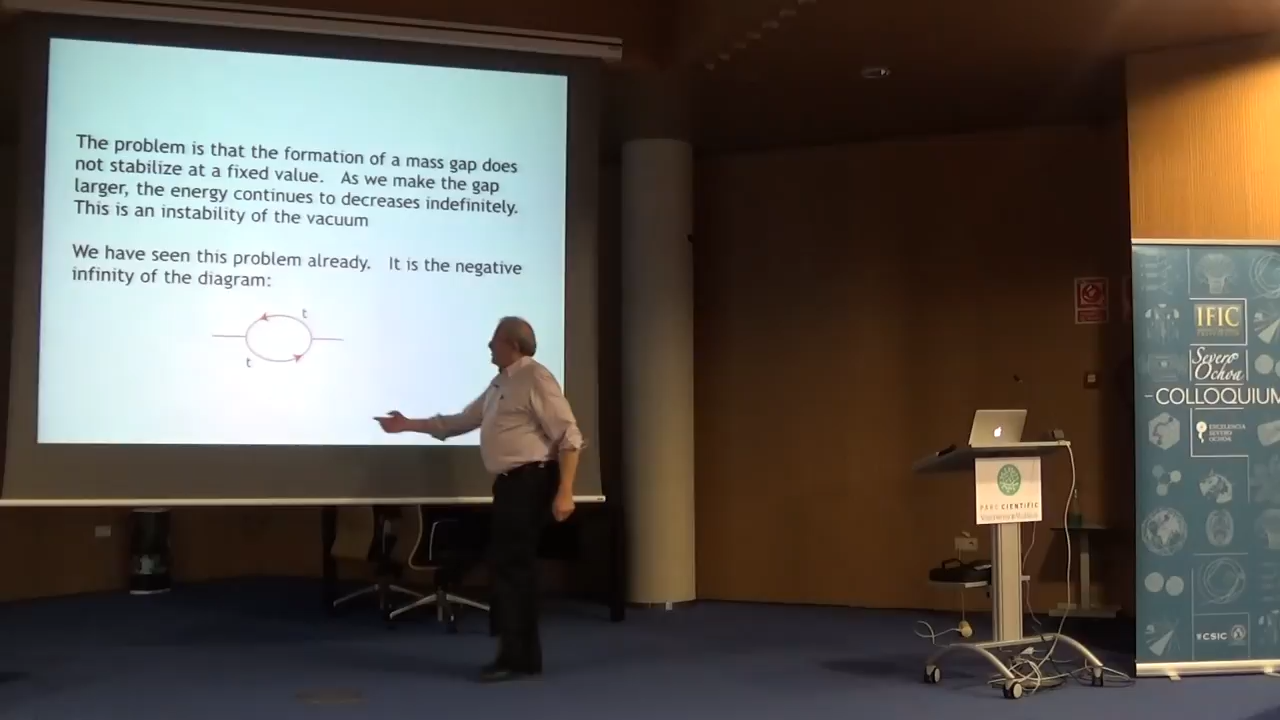 The problem is that the formation of a mass gap does
not stabilize at a fixed value. As we make the gap
larger, the energy continues to decreases indefinitely.
This is an instability of the vacuum
We have seen this problem already. It is the negative
infinity of the diagram:
t
t
IFIC
Severo
Ochoa
COLLOQUIUM
EXCELENCIA
SEVERO
OCHOA
PARC CIENTÍFIC
CSIC